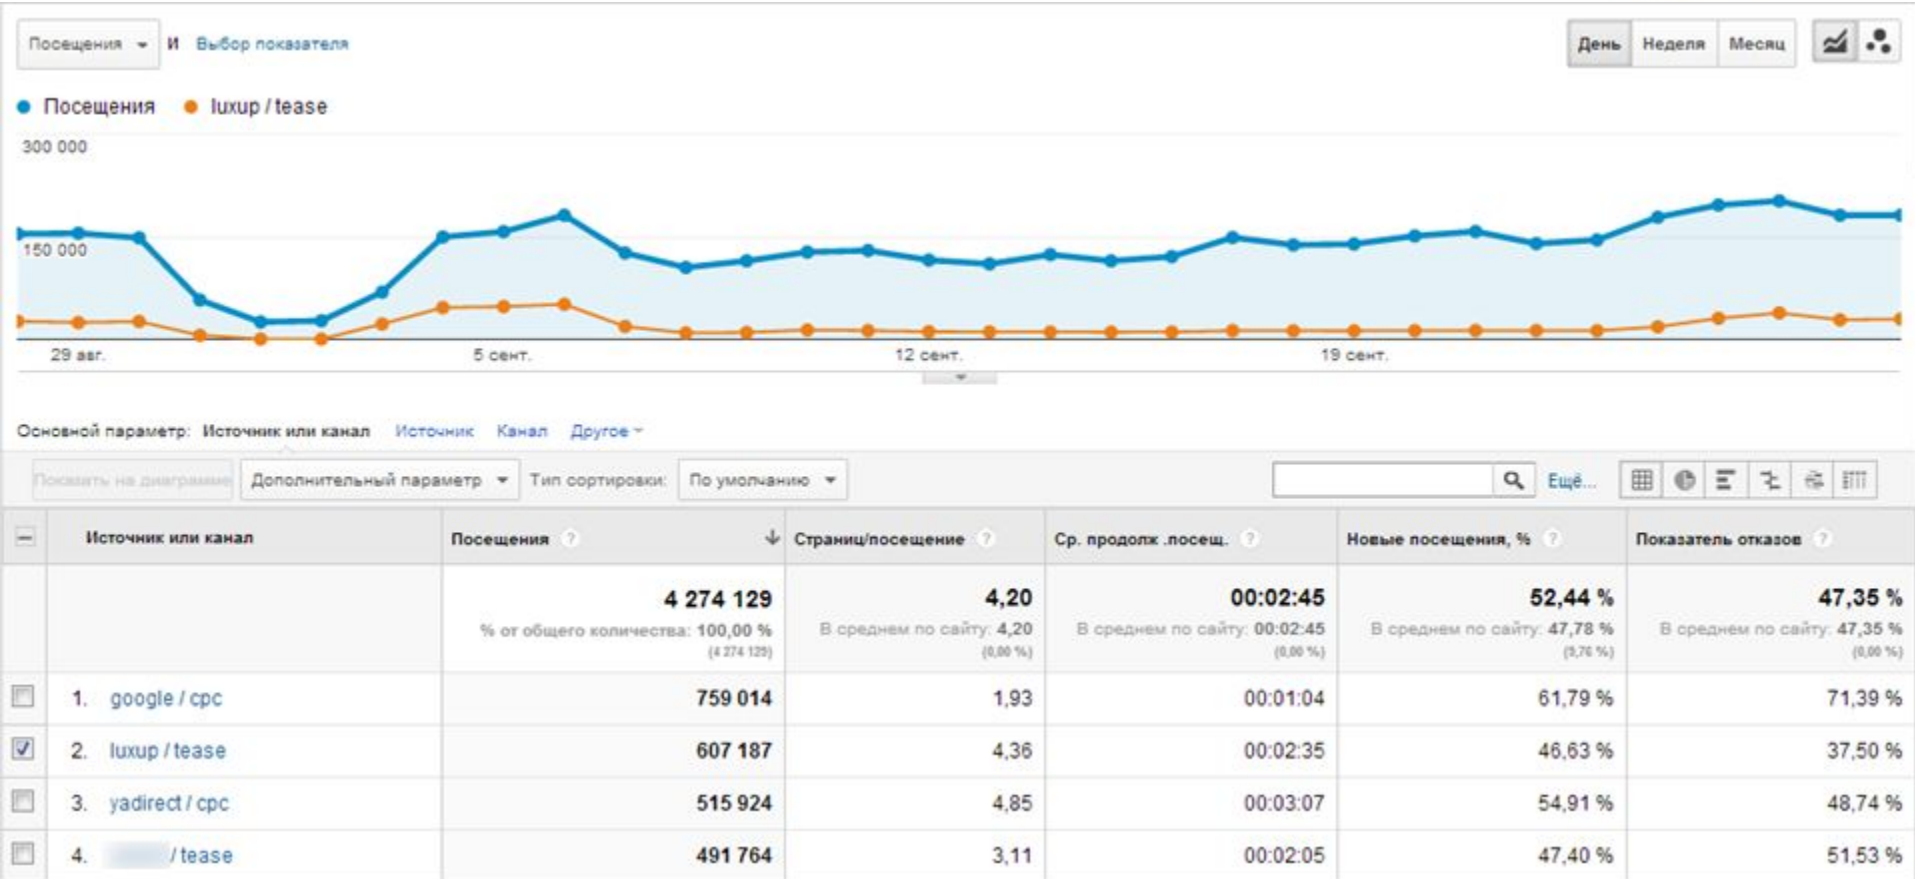 Посещения И Выбор показателя День Неделя Месяц
Посещения luxup / tease
300 000
150 000
29 авг. 5 сент. 12 сент. 19 сент.
Основной параметр: Источник или канал Источник Канал Другое
Показать на диаграмме Дополнительный параметр Тип сортировки: По умолчанию Ещё...
Источник или канал Посещения ? Страниц/посещение ? Ср. продолж .посещ. ? Новые посещения, % ? Показатель отказов ?
4 274 129 4,20 00:02:45 52,44 % 47,35 %
% от общего количества: 100,00 % В среднем по сайту: 4,20 В среднем по сайту: 00:02:45 В среднем по сайту: 47,78 % В среднем по сайту: 47,35 %
(4 274 129) (0,00 %) (0,00 %) (9,76 %) (0,00 %)
1. google / cpc 759 014 1,93 00:01:04 61,79 % 71,39 %
2. luxup / tease 607 187 4,36 00:02:35 46,63 % 37,50 %
3. yadirect / cpc 515 924 4,85 00:03:07 54,91 % 48,74 %
4. / tease 491 764 3,11 00:02:05 47,40 % 51,53 %